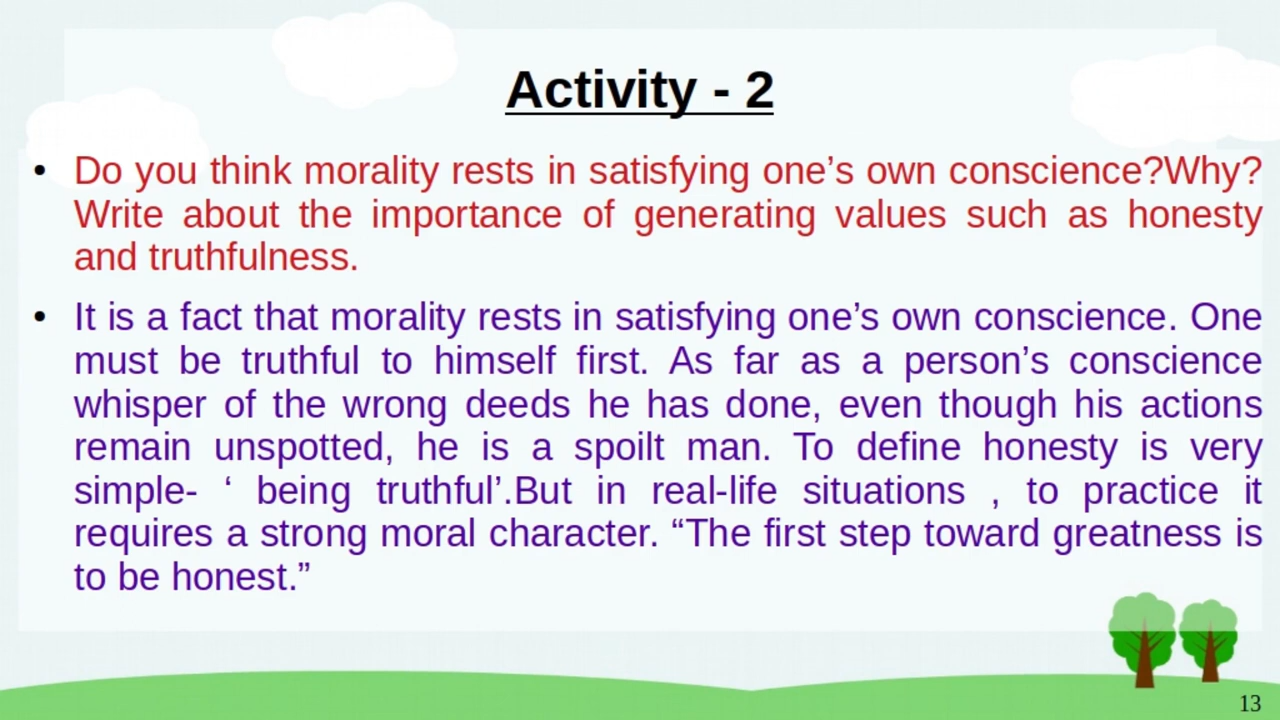 Activity - 2
• Do you think morality rests in satisfying one’s own conscience?Why?
Write about the importance of generating values such as honesty
and truthfulness.
• It is a fact that morality rests in satisfying one’s own conscience. One
must be truthful to himself first. As far as a person’s conscience
whisper of the wrong deeds he has done, even though his actions
remain unspotted, he is a spoilt man. To define honesty is very
simple- ‘ being truthful’.But in real-life situations , to practice it
requires a strong moral character. “The first step toward greatness is
to be honest.”
13